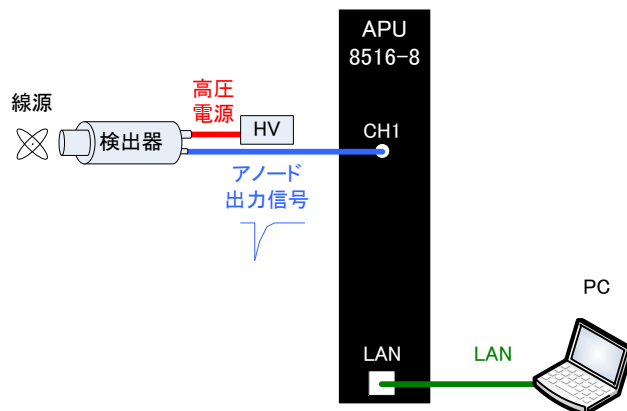 APU
8516-8
線源
高圧
電源
HV
検出器
CH1
アノード
出力信号
PC
LAN
LAN